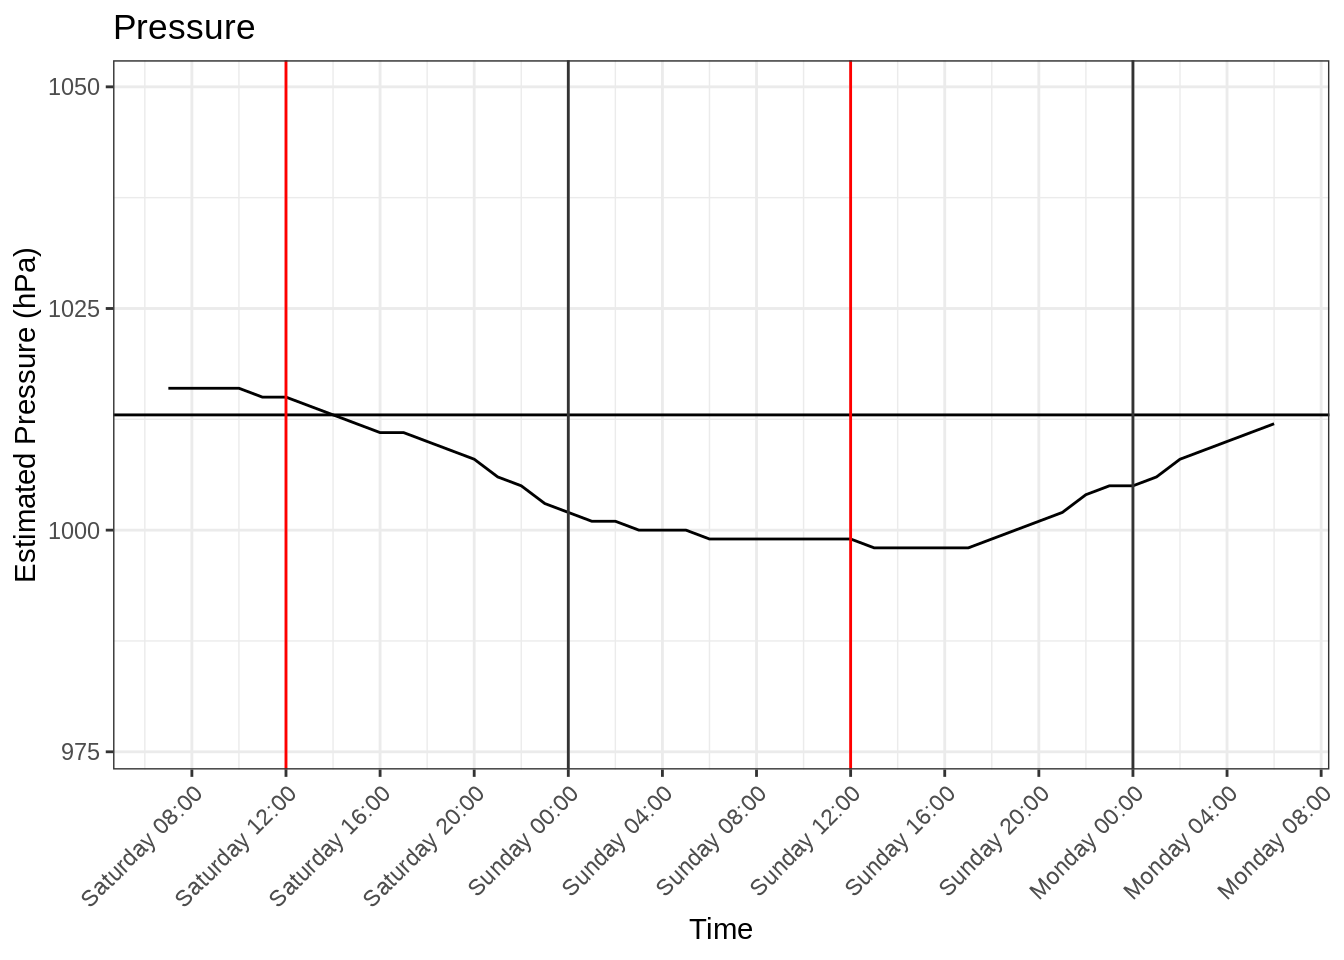 Pressure
Estimated Pressure (hPa)
1050
1025
1000
975
Saturday 08:00
Saturday 12:00
Saturday 16:00
Saturday 20:00
Sunday 00:00
Sunday 04:00
Sunday 08:00
Sunday 12:00
Sunday 16:00
Sunday 20:00
Monday 00:00
Monday 04:00
Monday 08:00
Time